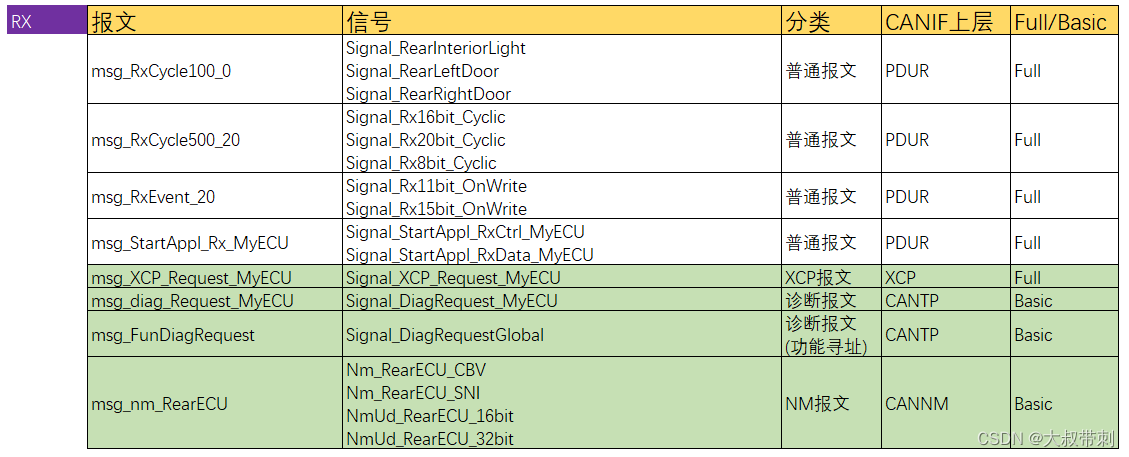 RX
报文 信号 分类 CANIF上层 Full/Basic
msg_RxCycle100_0 Signal_RearInteriorLight 普通报文 PDUR Full
Signal_RearLeftDoor
Signal_RearRightDoor
msg_RxCycle500_20 Signal_Rx16bit_Cyclic 普通报文 PDUR Full
Signal_Rx20bit_Cyclic
Signal_Rx8bit_Cyclic
msg_RxEvent_20 Signal_Rx11bit_OnWrite 普通报文 PDUR Full
Signal_Rx15bit_OnWrite
msg_StartAppl_Rx_MyECU Signal_StartAppl_RxCtrl_MyECU 普通报文 PDUR Full
Signal_StartAppl_RxData_MyECU
msg_XCP_Request_MyECU Signal_XCP_Request_MyECU XCP报文 XCP Full
msg_diag_Request_MyECU Signal_DiagRequest_MyECU 诊断报文 CANTP Basic
msg_FunDiagRequest Signal_DiagRequestGlobal 诊断报文 CANTP Basic
(功能寻址)
msg_nm_RearECU Nm_RearECU_CBV NM报文 CANNM Basic
Nm_RearECU_SNI
NmUd_RearECU_16bit
NmUd_RearECU_32bit
CSDN @大叔带刺